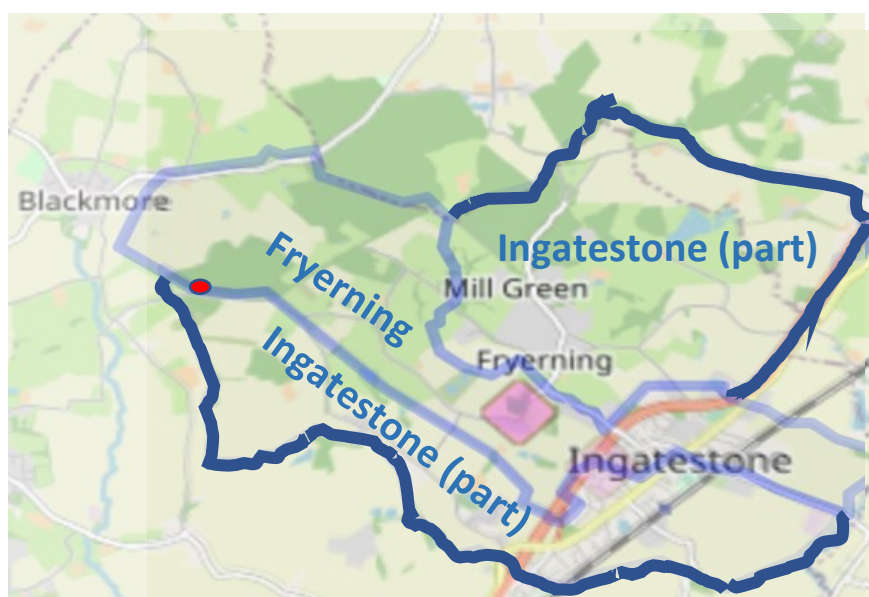 Blackmore
Fryerning
Ingatestone (part)
Mill Green
Ingatestone (part)
Fryerning
Ingatestone